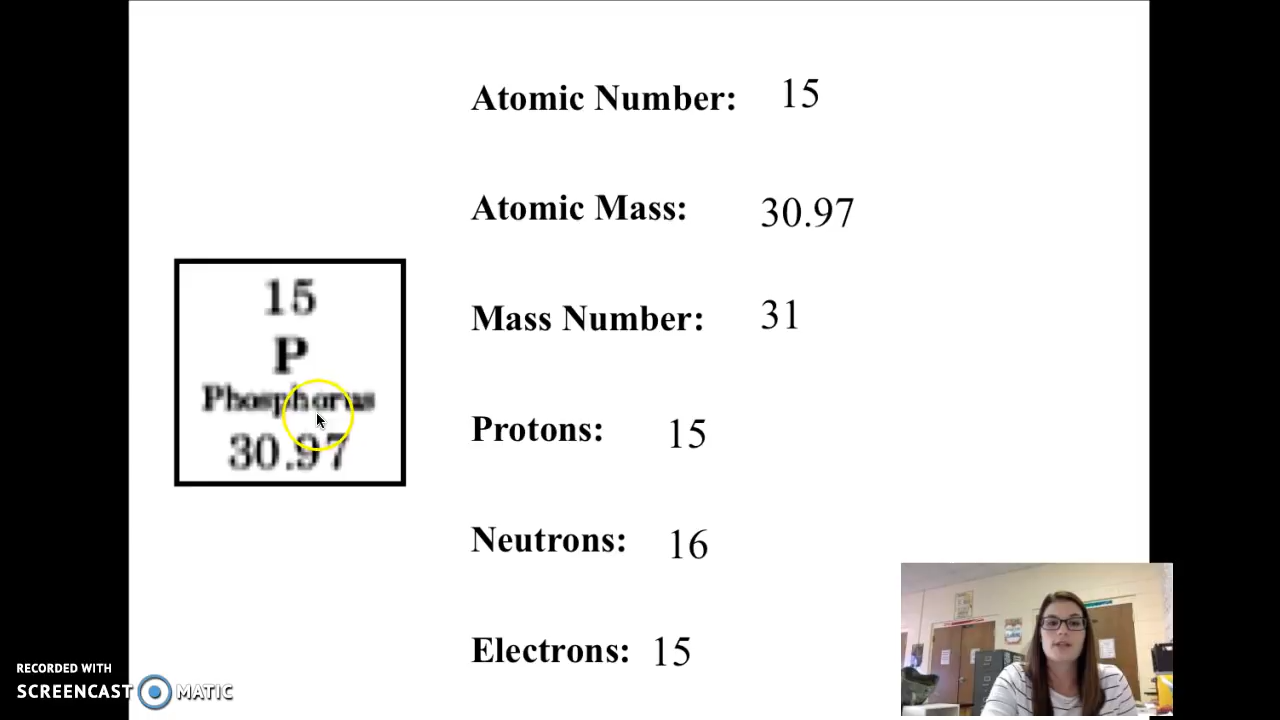 Atomic Number: 15
Atomic Mass: 30.97
Mass Number: 31
15
P
Phosphorus
30.97
Protons: 15
Neutrons: 16
Electrons: 15
RECORDED WITH
SCREENCAST MATIC